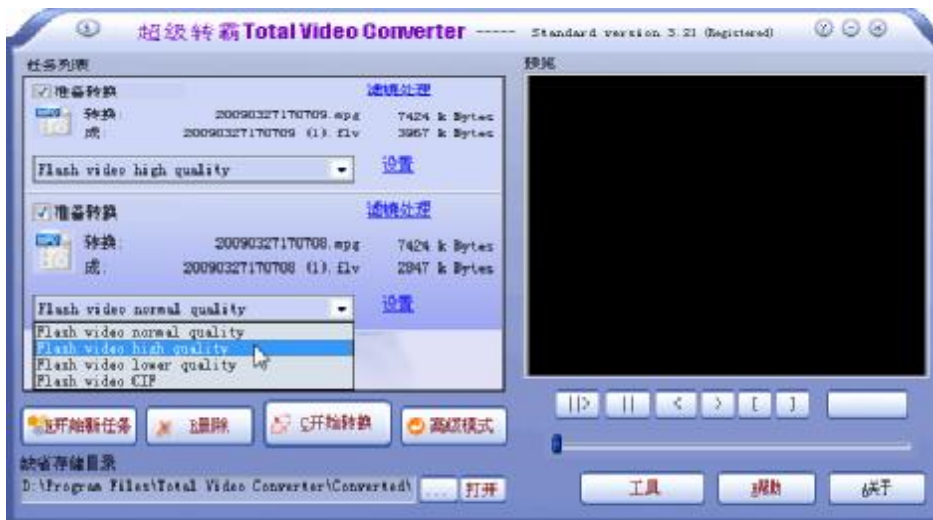 超级转霸Total Video Converter ----- Standard version 3.21 (Registered)
任务列表
预览
准备转换 滤镜处理
转换: 20090327170709.mpg 7424 k Bytes
成: 20090327170709 (1).flv 3967 k Bytes
Flash video high quality 设置
准备转换 滤镜处理
转换: 20090327170708.mpg 7424 k Bytes
成: 20090327170708 (1).flv 2847 k Bytes
Flash video normal quality 设置
Flash video normal quality
Flash video high quality
Flash video lower quality
Flash video CIF
||> || < > [ ]
N开始新任务 R删除 C开始转换 高级模式
缺省存储目录
D:\Program Files\Total Video Converter\Converted\ ... 打开
工具 帮助 关于